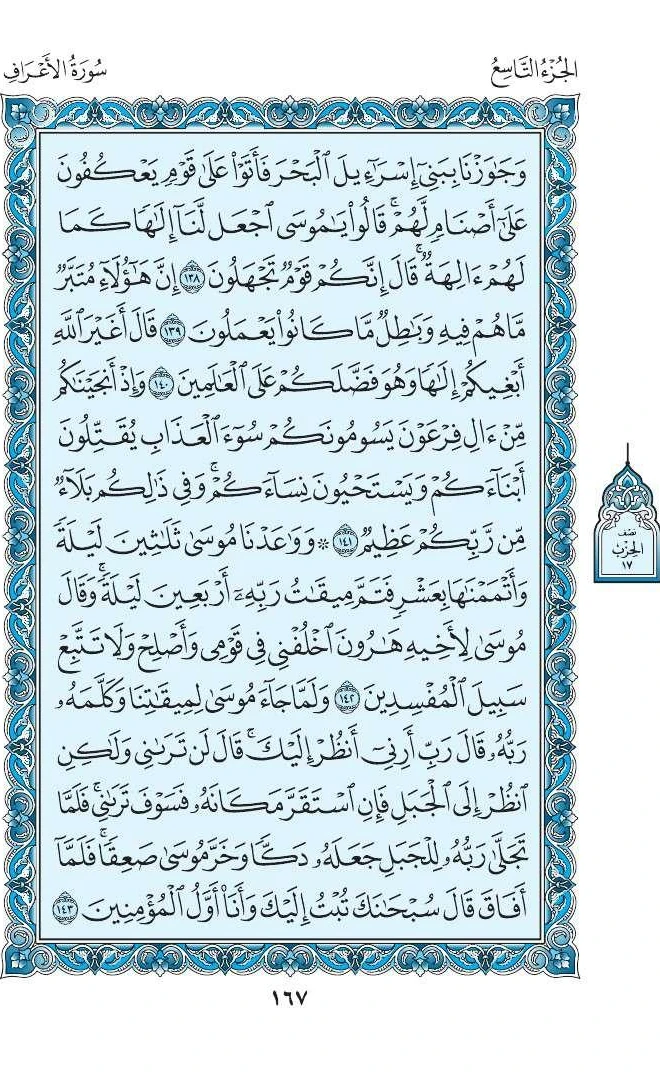 الجُزْءُ التَّاسِعُ
سُورَةُ الأَعْرَافِ
وَجَٰوَزْنَا بِبَنِىٓ إِسْرَٰٓءِيلَ ٱلْبَحْرَ فَأَتَوْا۟ عَلَىٰ قَوْمٍ يَعْكُفُونَ
عَلَىٰٓ أَصْنَامٍ لَّهُمْ ۚ قَالُوا۟ يَٰمُوسَى ٱجْعَل لَّنَآ إِلَٰهًا كَمَا
لَهُمْ ءَالِهَةٌ ۚ قَالَ إِنَّكُمْ قَوْمٌ تَجْهَلُونَ ١٣٨ إِنَّ هَٰٓؤُلَآءِ مُتَبَّرٌ
مَّا هُمْ فِيهِ وَبَٰطِلٌ مَّا كَانُوا۟ يَعْمَلُونَ ١٣٩ قَالَ أَغَيْرَ ٱللَّهِ
أَبْغِيكُمْ إِلَٰهًا وَهُوَ فَضَّلَكُمْ عَلَى ٱلْعَٰلَمِينَ ١٤٠ وَإِذْ أَنجَيْنَٰكُم
مِّنْ ءَالِ فِرْعَوْنَ يَسُومُونَكُمْ سُوٓءَ ٱلْعَذَابِ يُقَتِّلُونَ
أَبْنَآءَكُمْ وَيَسْتَحْيُونَ نِسَآءَكُمْ ۚ وَفِى ذَٰلِكُم بَلَآءٌ
مِّن رَّبِّكُمْ عَظِيمٌ ١٤١ ۞ وَوَٰعَدْنَا مُوسَىٰ ثَلَٰثِينَ لَيْلَةً
وَأَتْمَمْنَٰهَا بِعَشْرٍ فَتَمَّ مِيقَٰتُ رَبِّهِۦٓ أَرْبَعِينَ لَيْلَةً ۚ وَقَالَ
مُوسَىٰ لِأَخِيهِ هَٰرُونَ ٱخْلُفْنِى فِى قَوْمِى وَأَصْلِحْ وَلَا تَتَّبِعْ
سَبِيلَ ٱلْمُفْسِدِينَ ١٤٢ وَلَمَّا جَآءَ مُوسَىٰ لِمِيقَٰتِنَا وَكَلَّمَهُۥ
رَبُّهُۥ قَالَ رَبِّ أَرِنِىٓ أَنظُرْ إِلَيْكَ ۚ قَالَ لَن تَرَىٰنِى وَلَٰكِنِ
ٱنظُرْ إِلَى ٱلْجَبَلِ فَإِنِ ٱسْتَقَرَّ مَكَانَهُۥ فَسَوْفَ تَرَىٰنِى ۚ فَلَمَّا
تَجَلَّىٰ رَبُّهُۥ لِلْجَبَلِ جَعَلَهُۥ دَكًّا وَخَرَّ مُوسَىٰ صَعِقًا ۚ فَلَمَّآ
أَفَاقَ قَالَ سُبْحَٰنَكَ تُبْتُ إِلَيْكَ وَأَنَا۠ أَوَّلُ ٱلْمُؤْمِنِينَ ١٤٣
نصف
الحزب
١٧
١٦٧